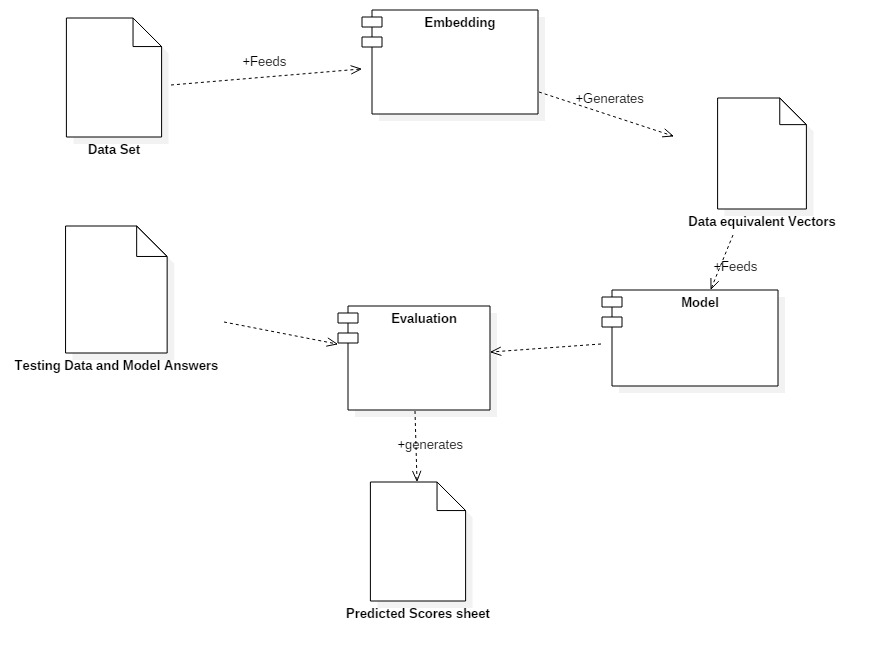 Embedding
+Feeds
+Generates
Data Set
Data equivalent Vectors
+Feeds
Model
Evaluation
Testing Data and Model Answers
+generates
Predicted Scores sheet